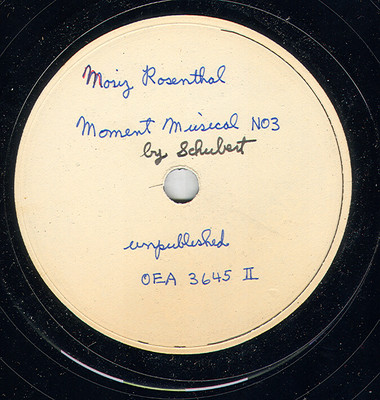 Moriz Rosenthal
Moment Musical NO3
by Schubert
unpublished
OEA 3645 II